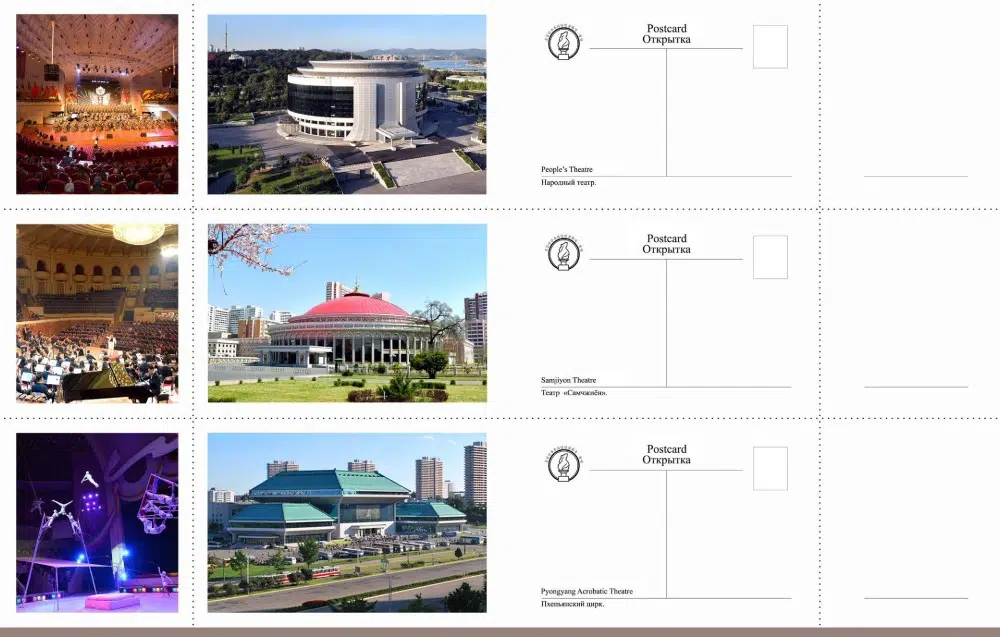 Postcard
Открытка
People's Theatre
Народный театр.
Postcard
Открытка
Samjiyon Theatre
Театр «Самчжиён».
Postcard
Открытка
Pyongyang Acrobatic Theatre
Пхеньянский цирк.